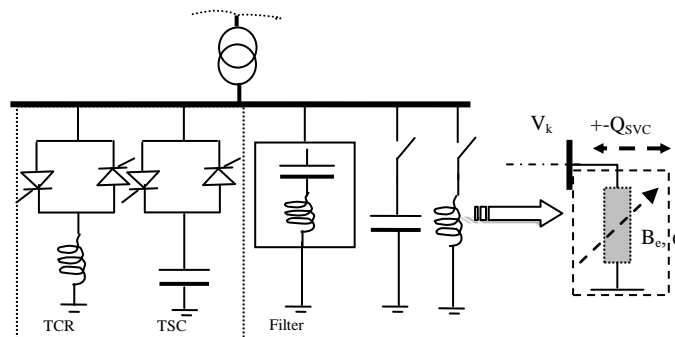 V_k
+-Q_SVC
B_e,
TCR
TSC
Filter